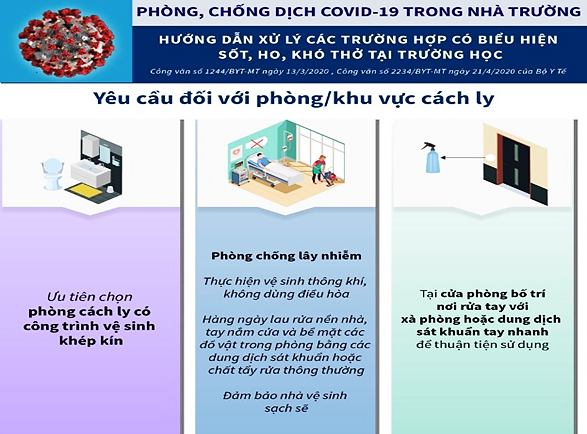 PHÒNG, CHỐNG DỊCH COVID-19 TRONG NHÀ TRƯỜNG
HƯỚNG DẪN XỬ LÝ CÁC TRƯỜNG HỢP CÓ BIỂU HIỆN
SỐT, HO, KHÓ THỞ TẠI TRƯỜNG HỌC
Công văn số 1244/BYT-MT ngày 13/3/2020 , Công văn số 2234/BYT-MT ngày 21/4/2020 của Bộ Y Tế
Yêu cầu đối với phòng/khu vực cách ly
Ưu tiên chọn
phòng cách ly có
công trình vệ sinh
khép kín
Phòng chống lây nhiễm
Thực hiện vệ sinh thông khí,
không dùng điều hòa
Hàng ngày lau rửa nền nhà,
tay nắm cửa và bề mặt các
đồ vật trong phòng bằng các
dung dịch sát khuẩn hoặc
chất tẩy rửa thông thường
Đảm bảo nhà vệ sinh
sạch sẽ
Tại cửa phòng bố trí
nơi rửa tay với
xà phòng hoặc dung dịch
sát khuẩn tay nhanh
để thuận tiện sử dụng